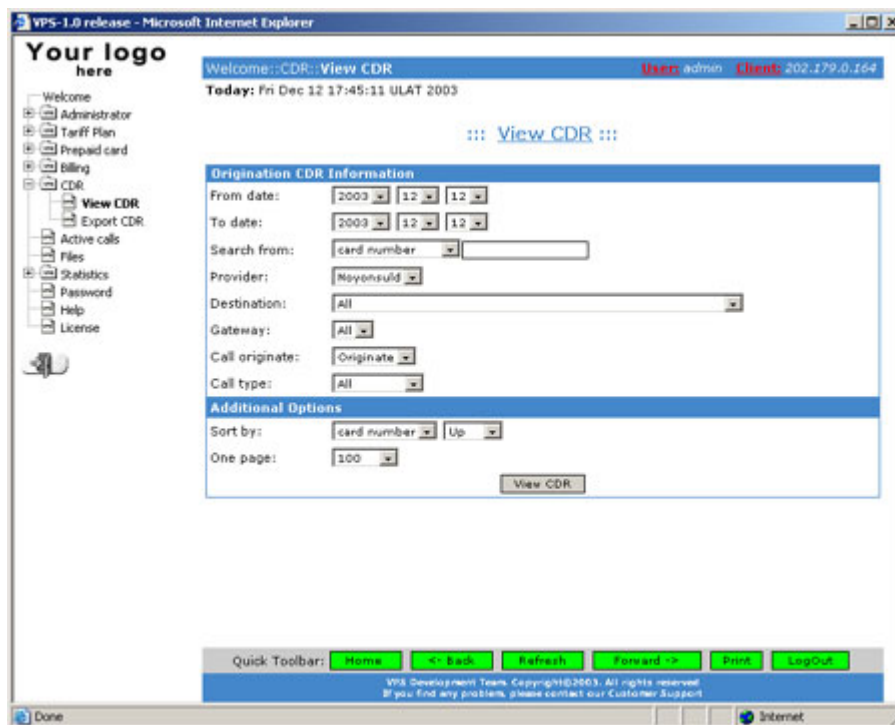 VPS-1.0 release - Microsoft Internet Explorer
Your logo
here
Welcome
Administrator
Tariff Plan
Prepaid card
Billing
CDR
View CDR
Export CDR
Active calls
Files
Statistics
Password
Help
License
Welcome::CDR::View CDR User: admin Client: 202.179.0.164
Today: Fri Dec 12 17:45:11 ULAT 2003
::: View CDR :::
Origination CDR Information
From date: 2003 12 12
To date: 2003 12 12
Search from: card number
Provider: Noyonsuld
Destination: All
Gateway: All
Call originate: Originate
Call type: All
Additional Options
Sort by: card number Up
One page: 100
View CDR
Quick Toolbar: Home <- Back Refresh Forward -> Print LogOut
VPS Development Team. Copyright©2003. All rights reserved
If you find any problem, please contact our Customer Support
Done Internet